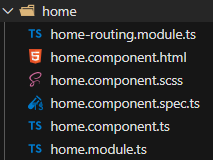 home
TS home-routing.module.ts
5 home.component.html
home.component.scss
home.component.spec.ts
TS home.component.ts
TS home.module.ts